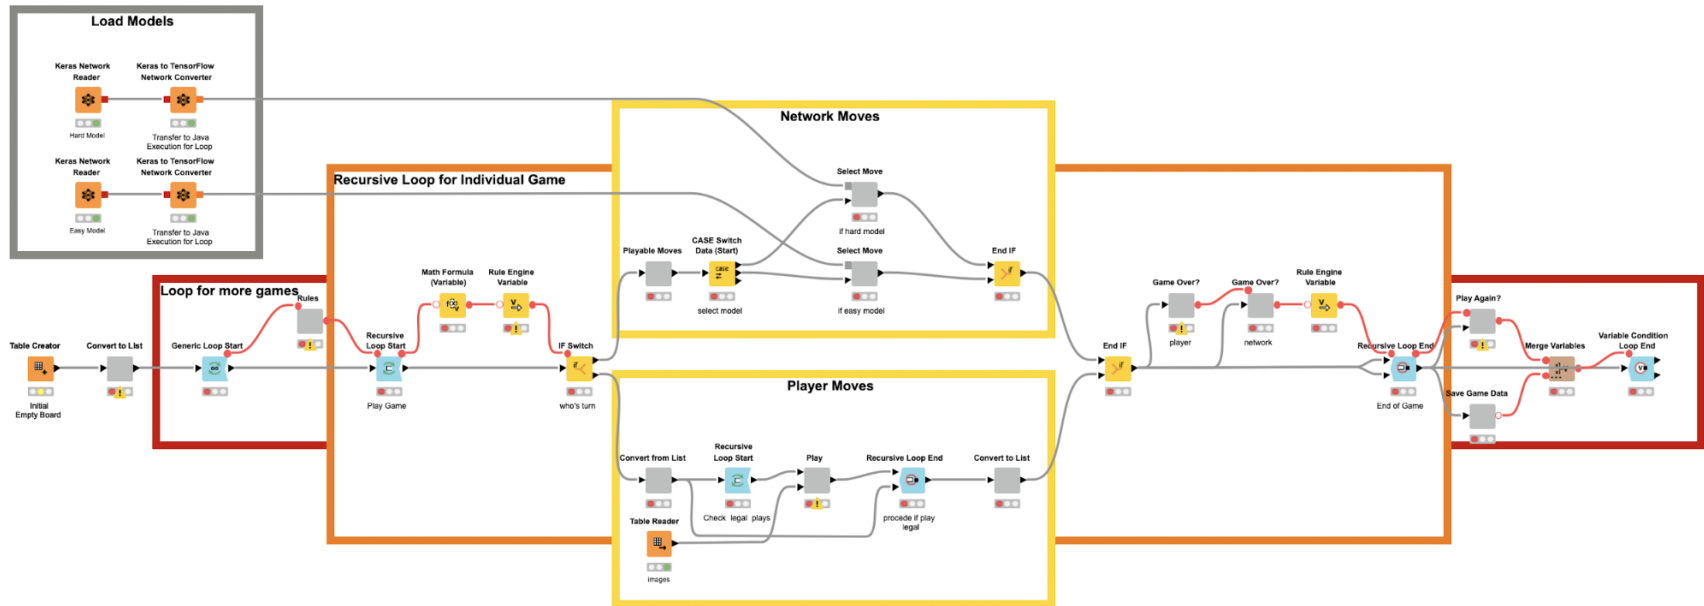 Load Models
Keras Network
Reader
Hard Model
Keras to TensorFlow
Network Converter
Transfer to Java
Execution for Loop
Keras Network
Reader
Easy Model
Keras to TensorFlow
Network Converter
Transfer to Java
Execution for Loop
Table Creator
Initial
Empty Board
Convert to List
Loop for more games
Generic Loop Start
Rules
Recursive Loop for Individual Game
Recursive
Loop Start
Play Game
Math Formula
(Variable)
Rule Engine
Variable
IF Switch
who's turn
Network Moves
Playable Moves
CASE Switch
Data (Start)
select model
Select Move
if hard model
Select Move
if easy model
End IF
Player Moves
Convert from List
Recursive
Loop Start
Check legal plays
Table Reader
images
Play
Recursive Loop End
procede if play
legal
Convert to List
End IF
Game Over?
player
Game Over?
network
Rule Engine
Variable
Recursive Loop End
End of Game
Play Again?
Save Game Data
Merge Variables
Variable Condition
Loop End